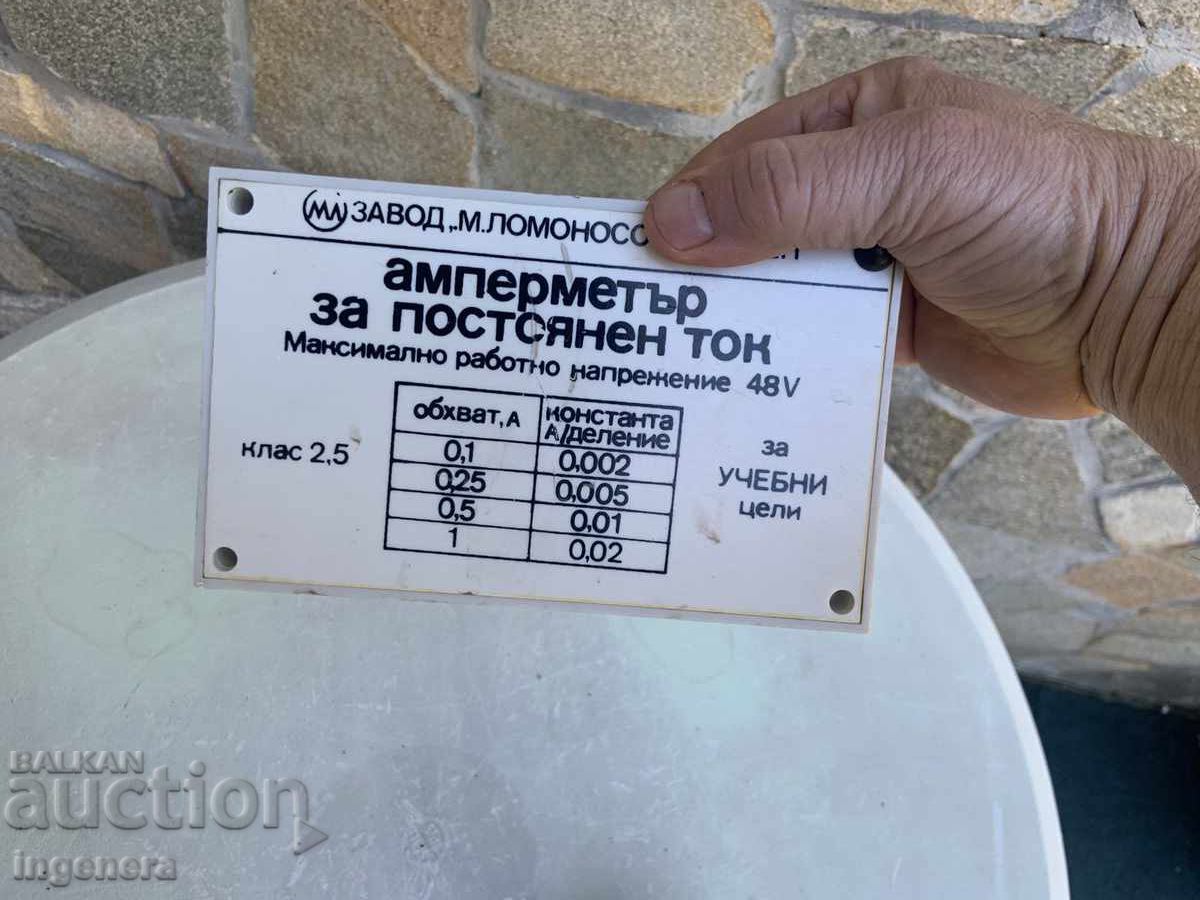 ЗАВОД „М. ЛОМОНОСО
амперметър
за постоянен ток
Максимално работно напрежение 48V
клас 2,5
обхват, А константа А/деление
0,1 0,002
0,25 0,005
0,5 0,01
1 0,02
за
УЧЕБНИ
цели
BALKAN
auction
ingenera